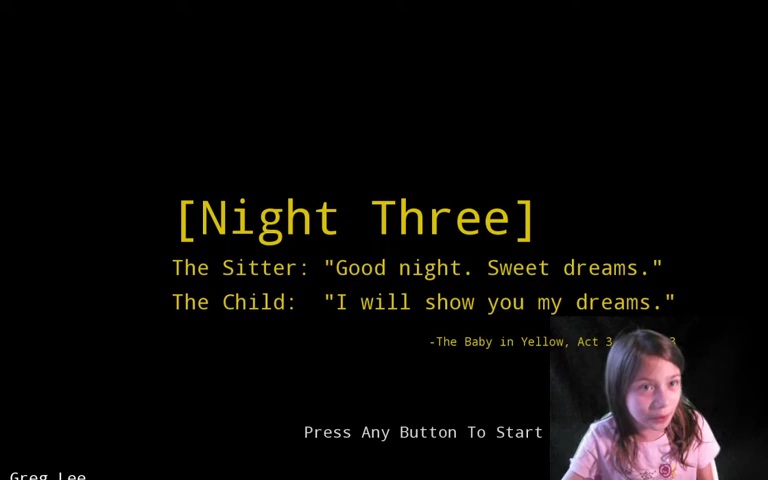 [Night Three]
The Sitter: "Good night. Sweet dreams."
The Child: "I will show you my dreams."
-The Baby in Yellow, Act 3 3
Press Any Button To Start
Greg Lee